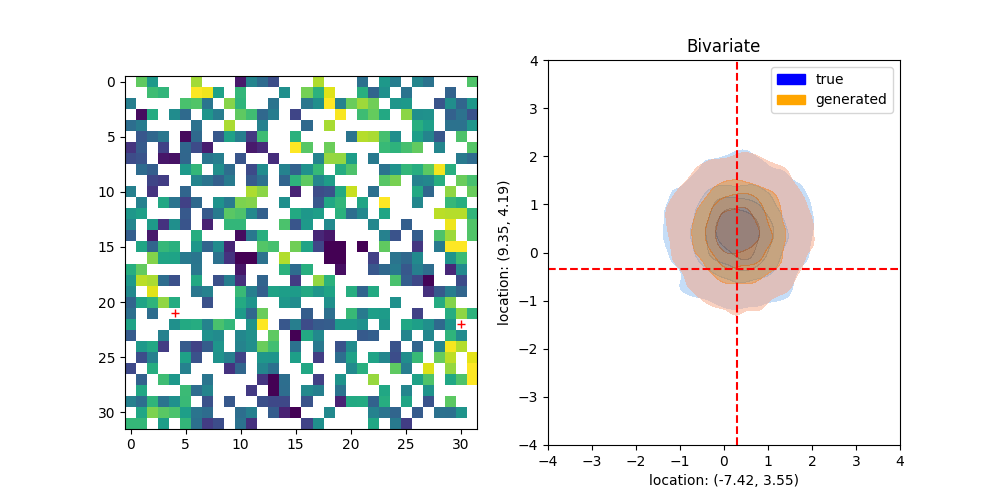 0
5
10
15
20
25
30
0 5 10 15 20 25 30
Bivariate
true
generated
4
3
2
1
0
−1
−2
−3
−4
−4 −3 −2 −1 0 1 2 3 4
location: (9.35, 4.19)
location: (-7.42, 3.55)